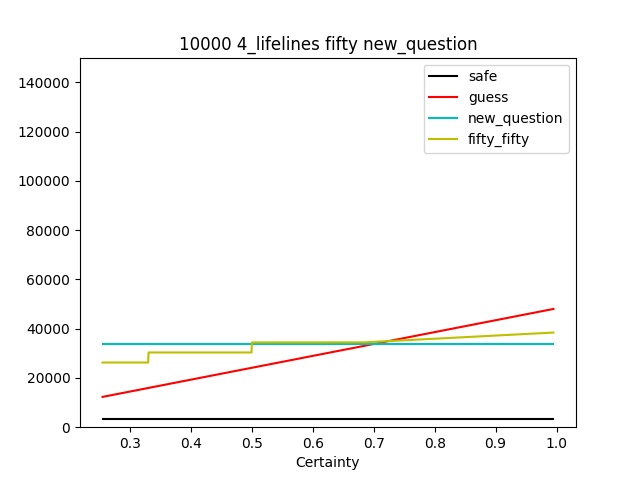 10000 4_lifelines fifty new_question
safe
guess
new_question
fifty_fifty
140000
120000
100000
80000
60000
40000
20000
0
0.3 0.4 0.5 0.6 0.7 0.8 0.9 1.0
Certainty